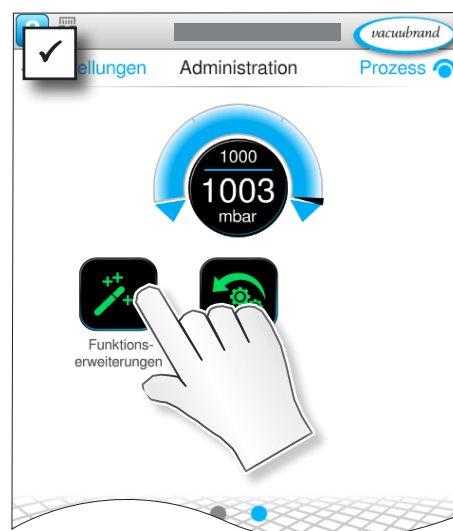 vacuubrand
ellungen Administration Prozess
1000
1003
mbar
Funktions-
erweiterungen